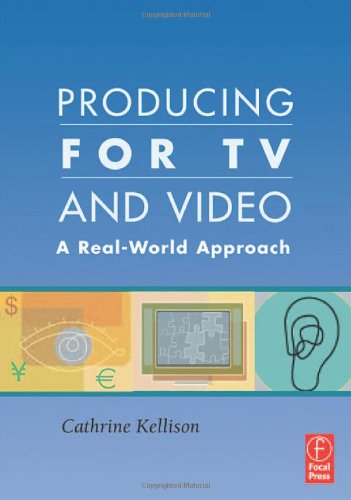 PRODUCING
FOR TV
AND VIDEO
A Real-World Approach
$
¥
€
Cathrine Kellison
Focal
Press